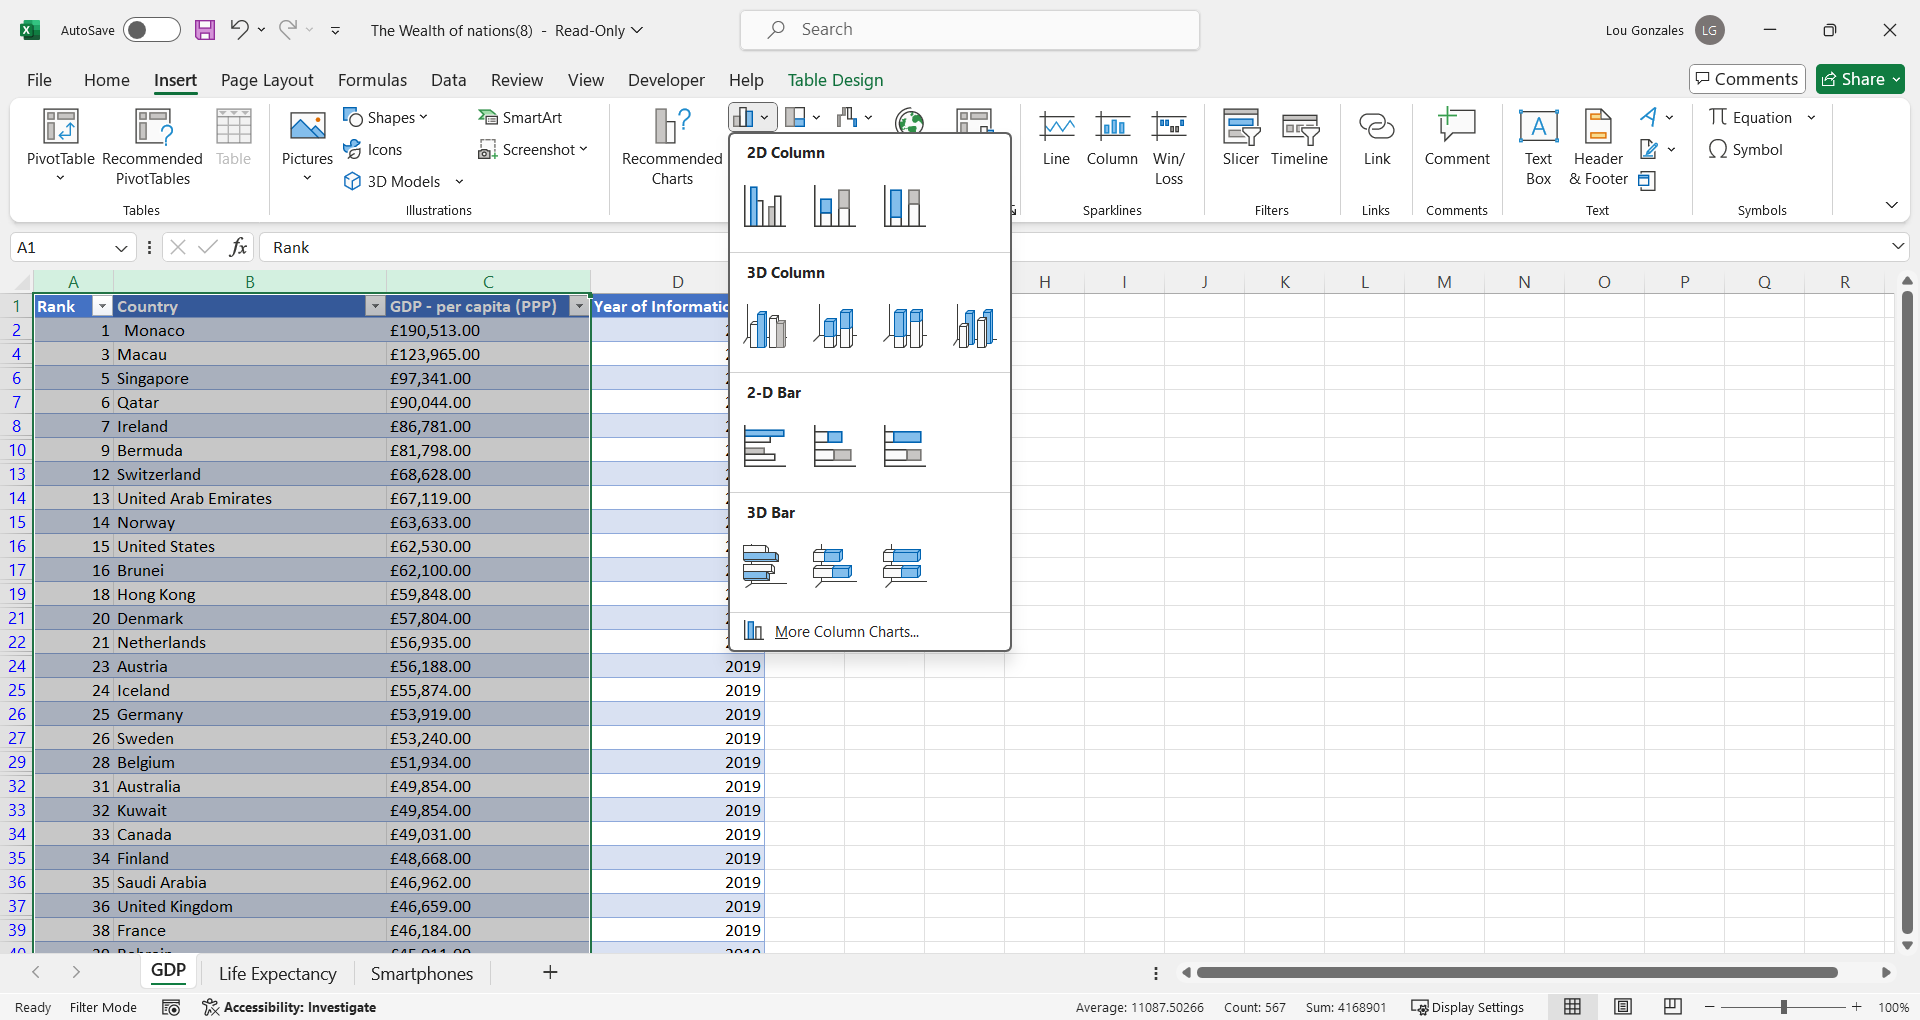 AutoSave
The Wealth of nations(8) - Read-Only
Search
Lou Gonzales LG
File Home Insert Page Layout Formulas Data Review View Developer Help Table Design
Comments Share
PivotTable
Recommended
PivotTables
Table
Tables
Pictures
Shapes
Icons
3D Models
SmartArt
Screenshot
Illustrations
Recommended
Charts
Line
Column
Win/
Loss
Sparklines
Slicer
Timeline
Filters
Link
Links
Comment
Comments
Text
Box
Header
& Footer
Text
Equation
Symbol
Symbols
A1
fx
Rank
A B C D H I J K L M N O P Q R
1 Rank Country GDP - per capita (PPP) Year of Informatic
2 1 Monaco £190,513.00
4 3 Macau £123,965.00
6 5 Singapore £97,341.00
7 6 Qatar £90,044.00
8 7 Ireland £86,781.00
10 9 Bermuda £81,798.00
13 12 Switzerland £68,628.00
14 13 United Arab Emirates £67,119.00
15 14 Norway £63,633.00
16 15 United States £62,530.00
17 16 Brunei £62,100.00
19 18 Hong Kong £59,848.00
21 20 Denmark £57,804.00
22 21 Netherlands £56,935.00
24 23 Austria £56,188.00 2019
25 24 Iceland £55,874.00 2019
26 25 Germany £53,919.00 2019
27 26 Sweden £53,240.00 2019
29 28 Belgium £51,934.00 2019
32 31 Australia £49,854.00 2019
33 32 Kuwait £49,854.00 2019
34 33 Canada £49,031.00 2019
35 34 Finland £48,668.00 2019
36 35 Saudi Arabia £46,962.00 2019
37 36 United Kingdom £46,659.00 2019
39 38 France £46,184.00 2019
2D Column
3D Column
2-D Bar
3D Bar
More Column Charts...
GDP Life Expectancy Smartphones
Ready Filter Mode Accessibility: Investigate
Average: 11087.50266 Count: 567 Sum: 4168901 Display Settings 100%